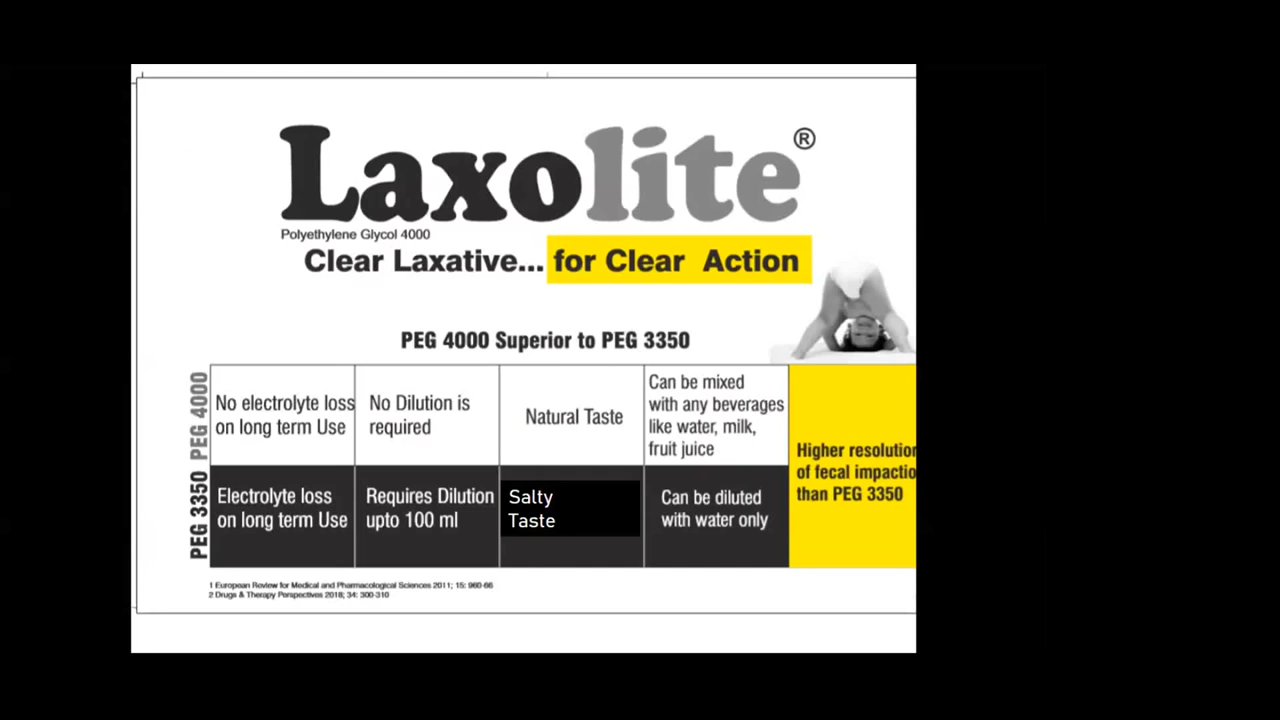 Laxolite®
Polyethylene Glycol 4000
Clear Laxative... for Clear Action
PEG 4000 Superior to PEG 3350
PEG 4000
No electrolyte loss
on long term Use
No Dilution is
required
Natural Taste
Can be mixed
with any beverages
like water, milk,
fruit juice
PEG 3350
Electrolyte loss
on long term Use
Requires Dilution
upto 100 ml
Salty
Taste
Can be diluted
with water only
Higher resolution
of fecal impactio
than PEG 3350
1 European Review for Medical and Pharmacological Sciences 2011; 15: 960-66
2 Drugs & Therapy Perspectives 2018; 34: 300-310